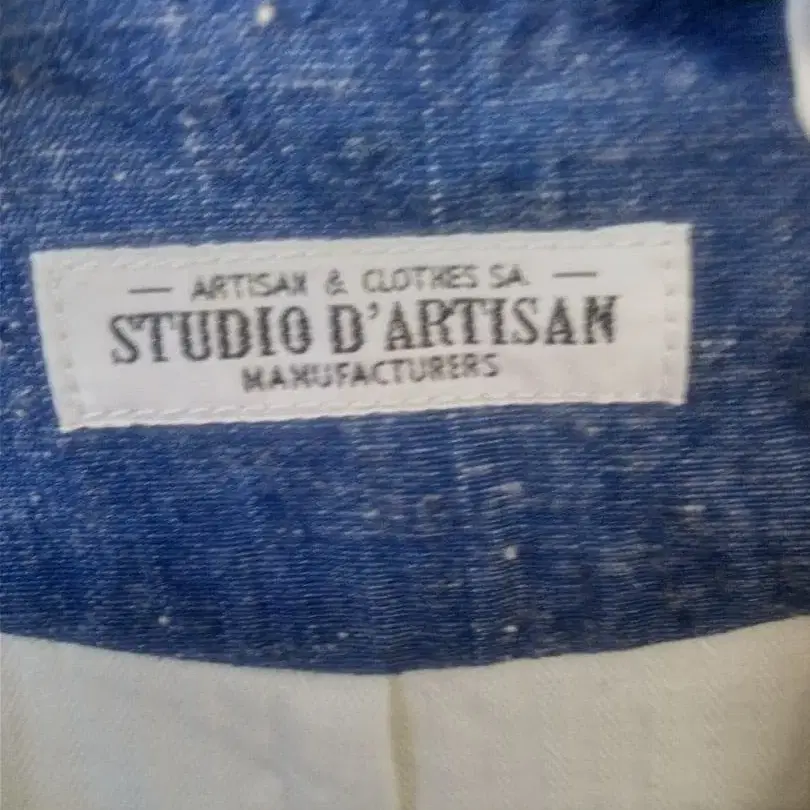 — ARTISAN & CLOTHES SA. —
STUDIO D'ARTISAN
MANUFACTURERS